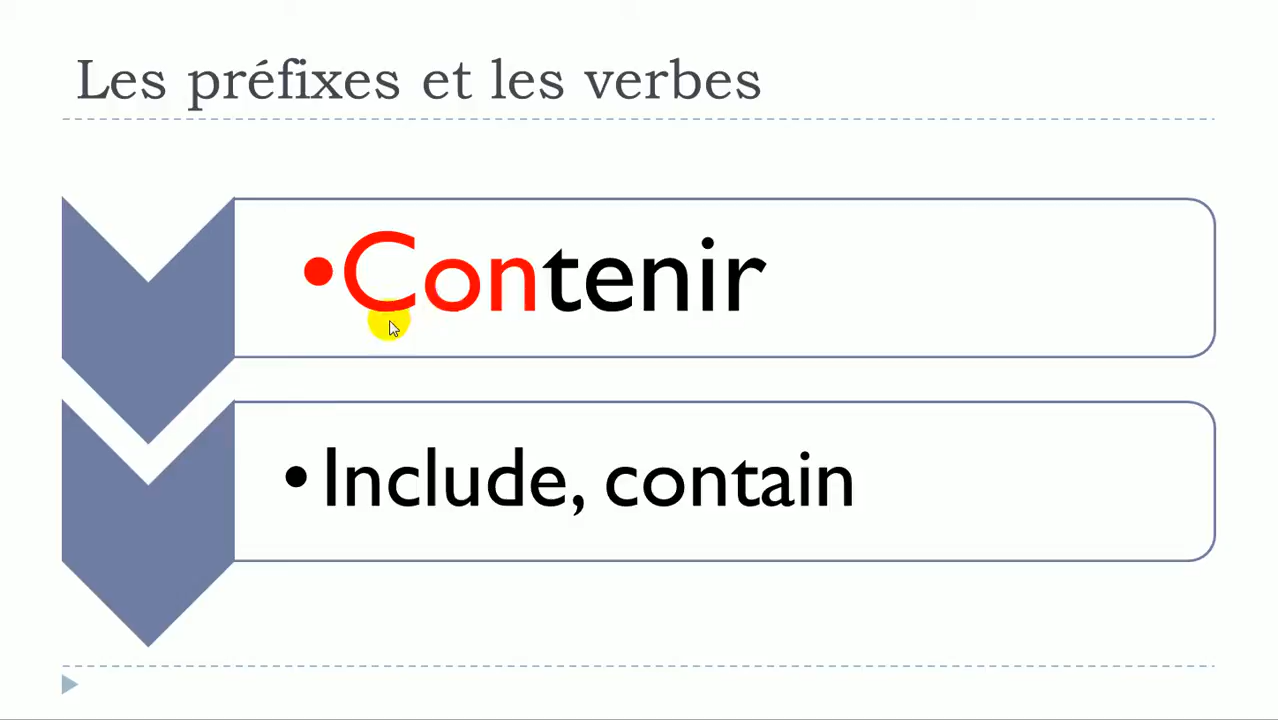 Les préfixes et les verbes
•Contenir
•Include, contain